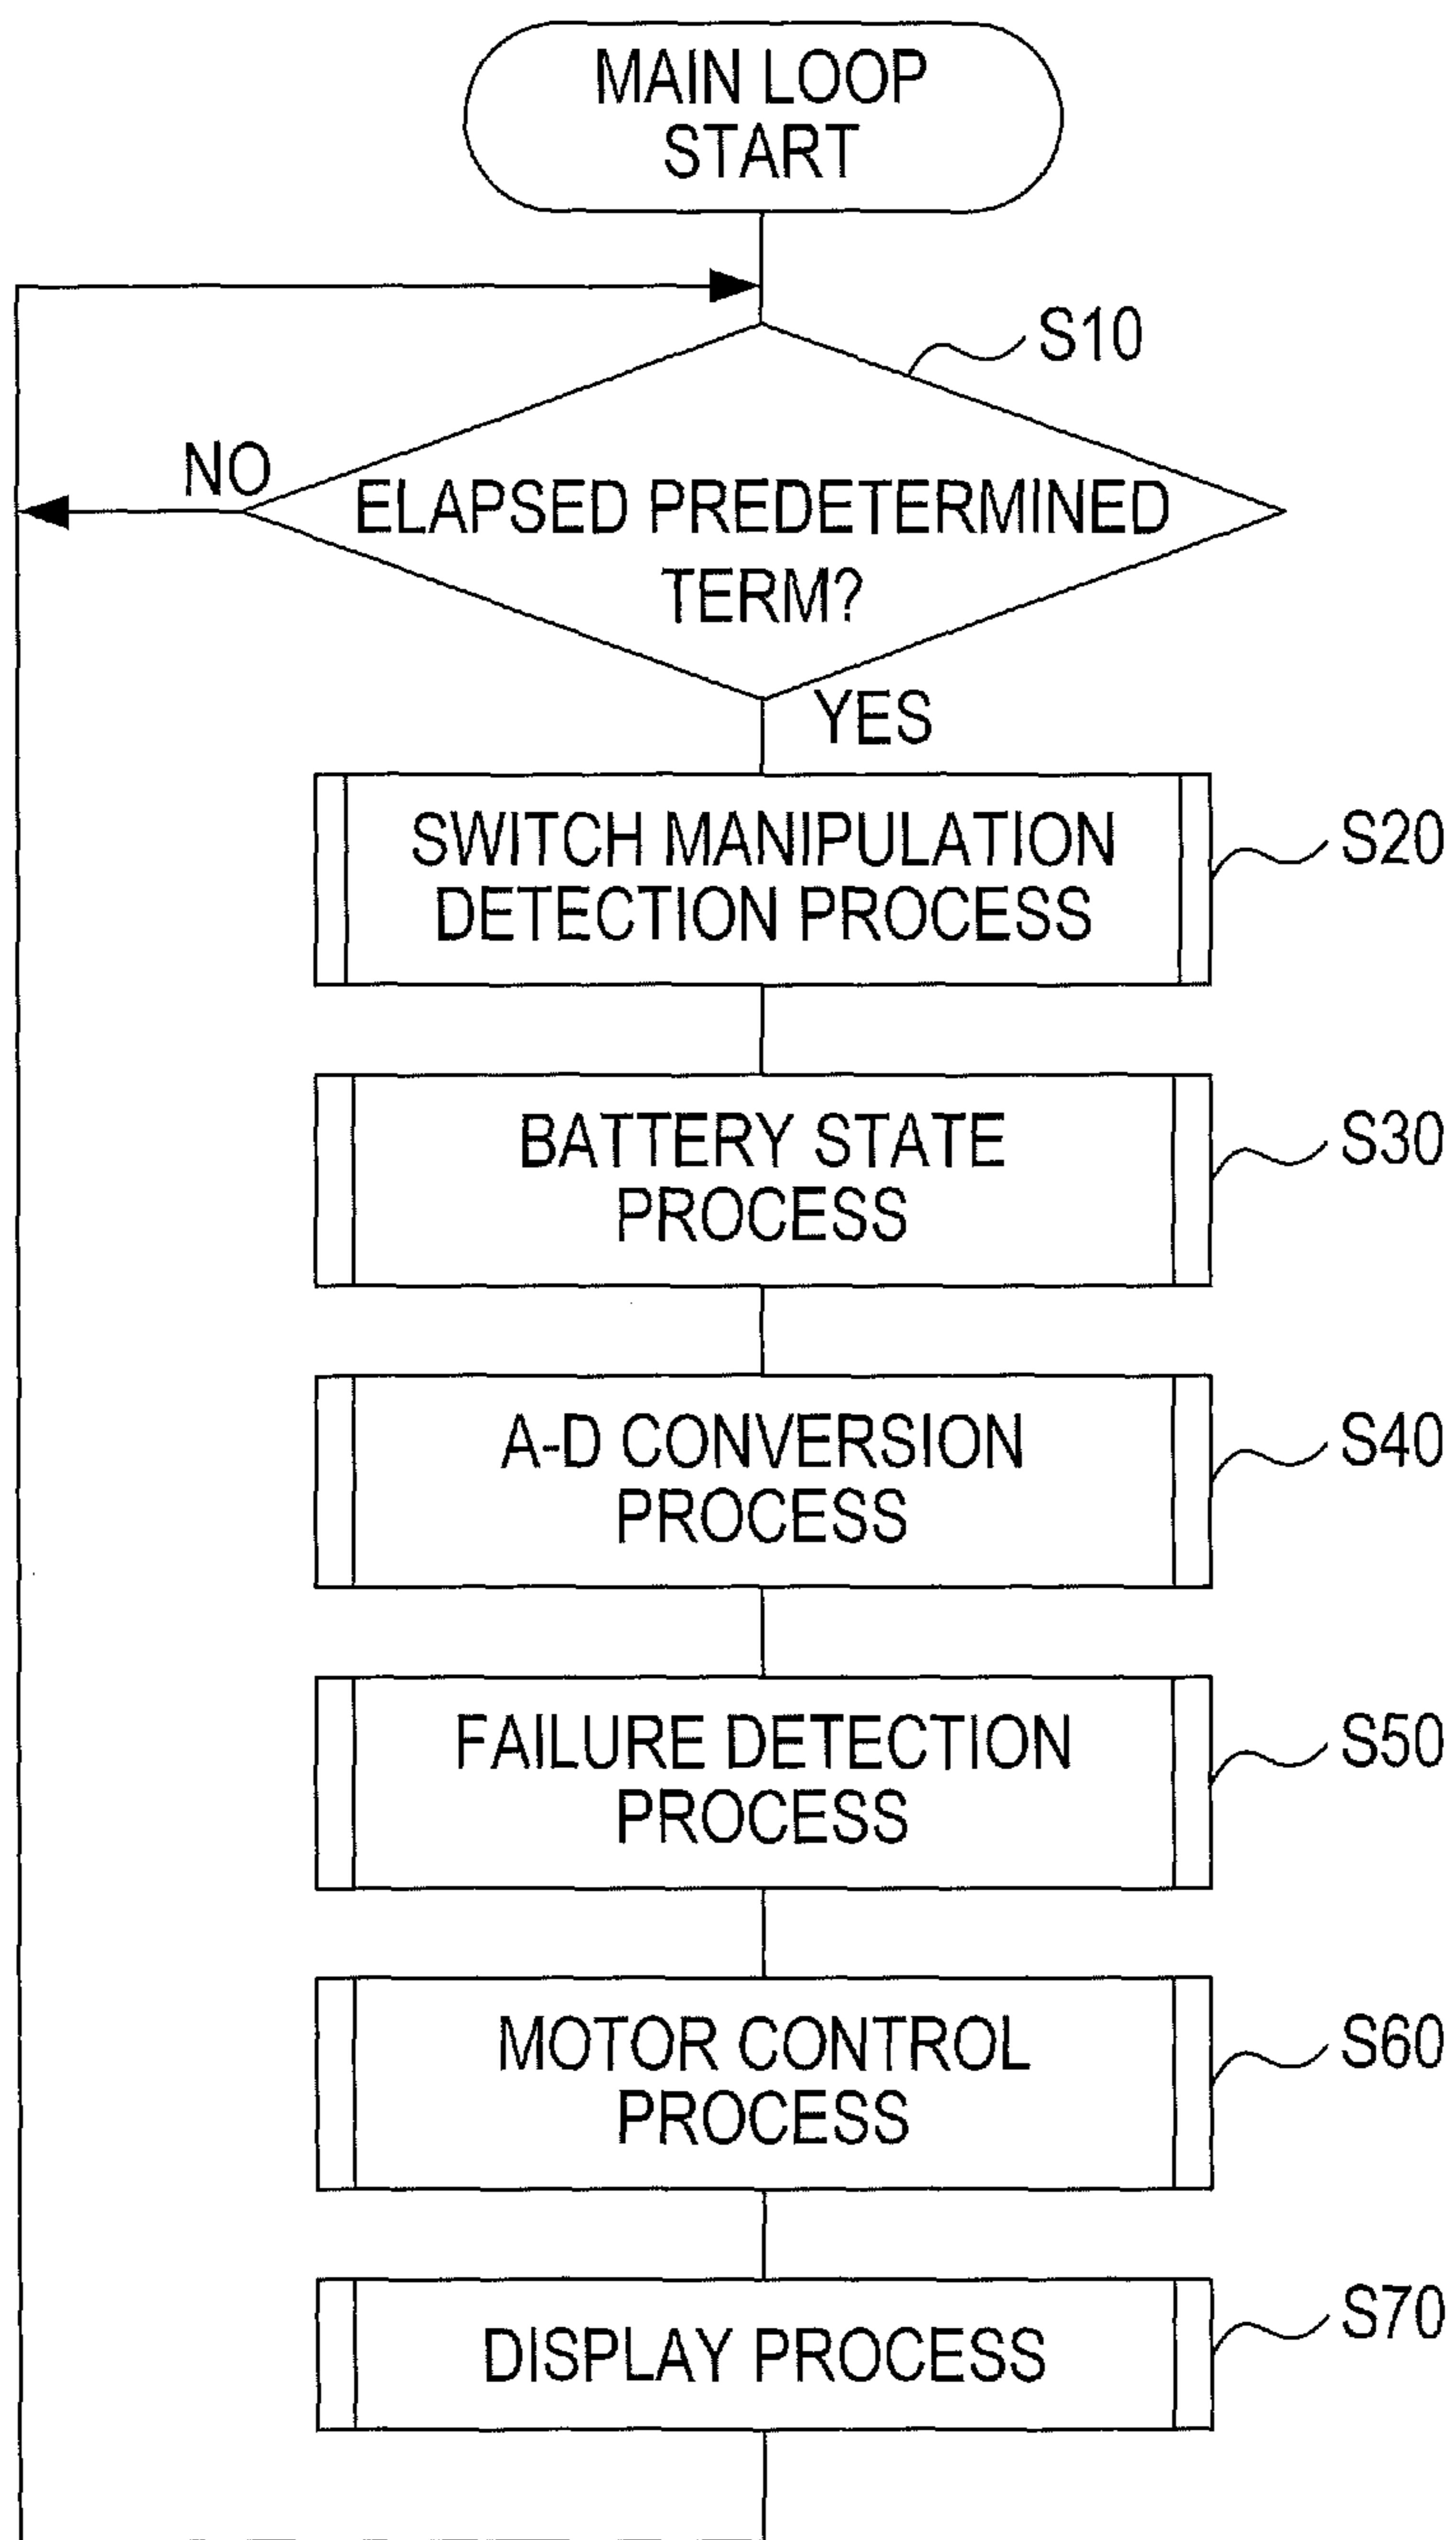 MAIN LOOP
START
S10
NO
ELAPSED PREDETERMINED
TERM?
YES
SWITCH MANIPULATION
DETECTION PROCESS
S20
BATTERY STATE
PROCESS
S30
A-D CONVERSION
PROCESS
S40
FAILURE DETECTION
PROCESS
S50
MOTOR CONTROL
PROCESS
S60
DISPLAY PROCESS
S70